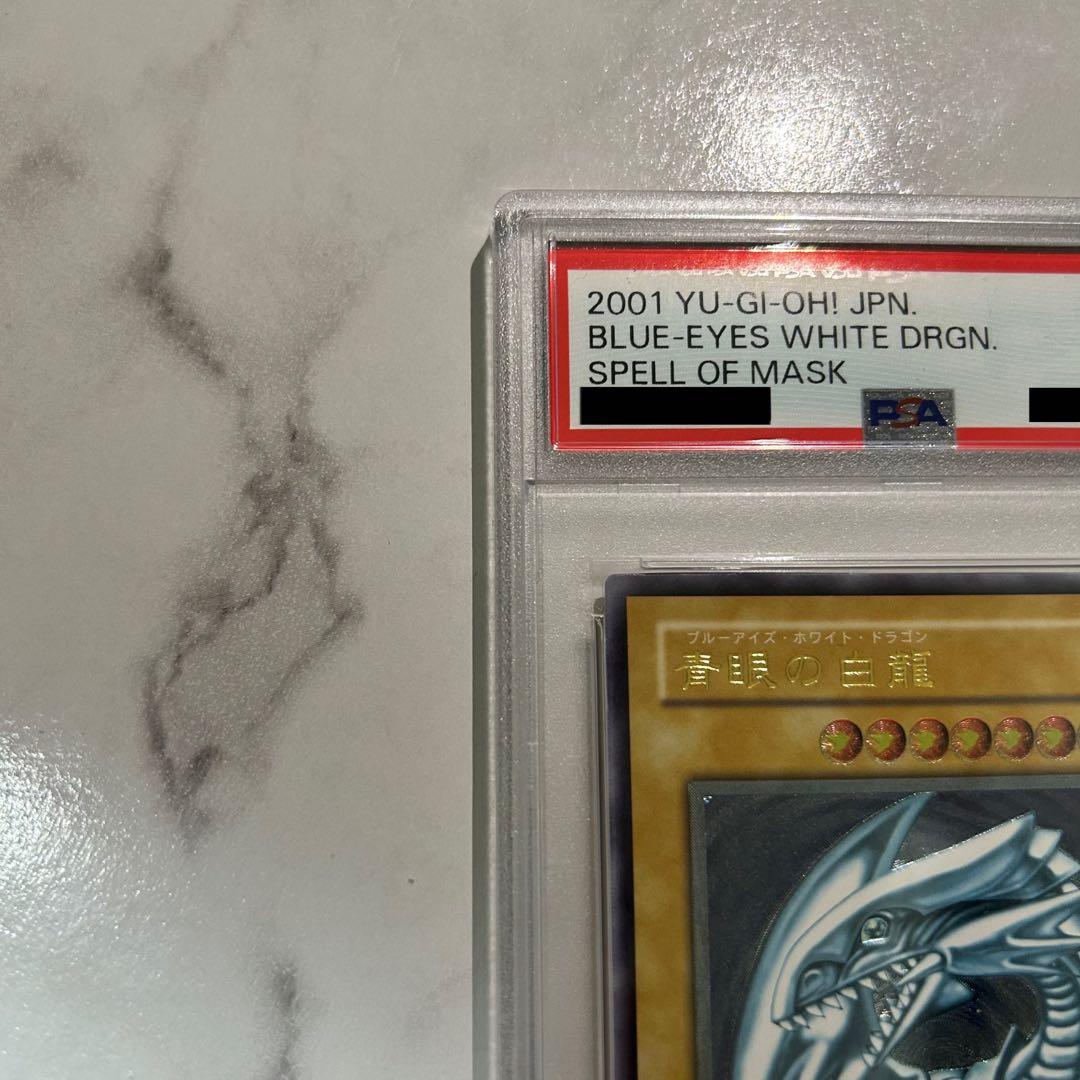 2001 YU-GI-OH! JPN.
BLUE-EYES WHITE DRGN.
SPELL OF MASK
PSA
ブルーアイズ・ホワイト・ドラゴン
青眼の白龍